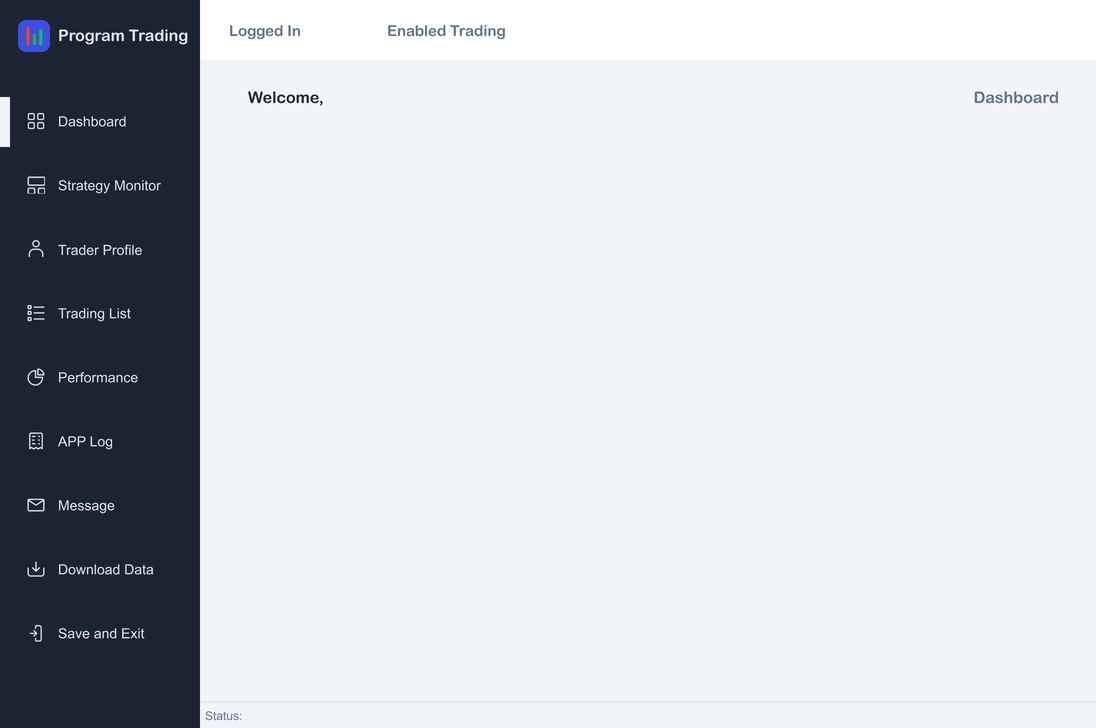 Program Trading
Logged In
Enabled Trading
Welcome,
Dashboard
Dashboard
Strategy Monitor
Trader Profile
Trading List
Performance
APP Log
Message
Download Data
Save and Exit
Status: